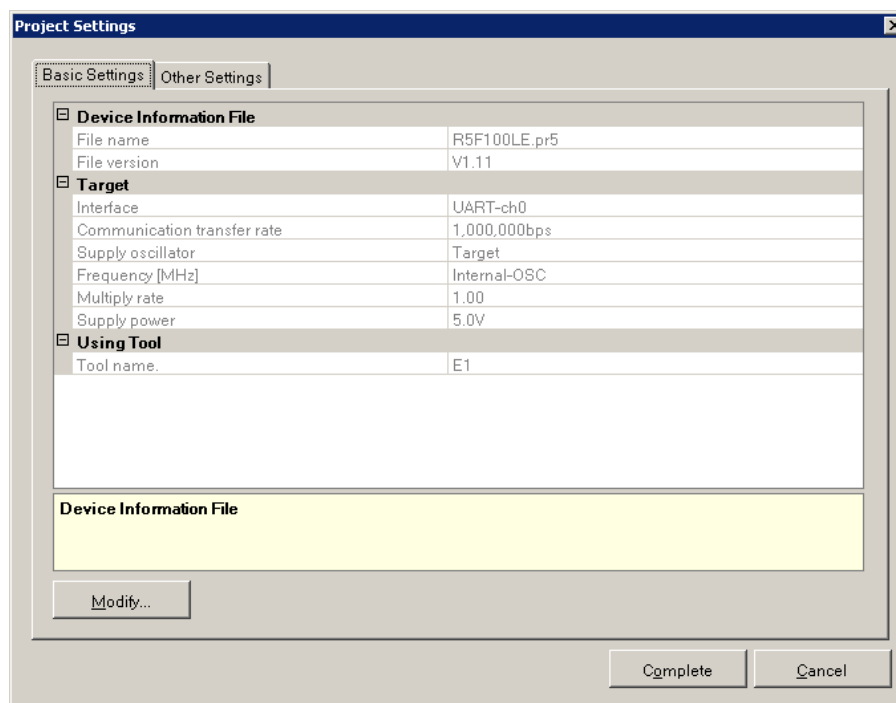 Project Settings
Basic Settings Other Settings
Device Information File
File name R5F100LE.pr5
File version V1.11
Target
Interface UART-ch0
Communication transfer rate 1,000,000bps
Supply oscillator Target
Frequency [MHz] Internal-OSC
Multiply rate 1.00
Supply power 5.0V
Using Tool
Tool name. E1
Device Information File
Modify...
Complete Cancel